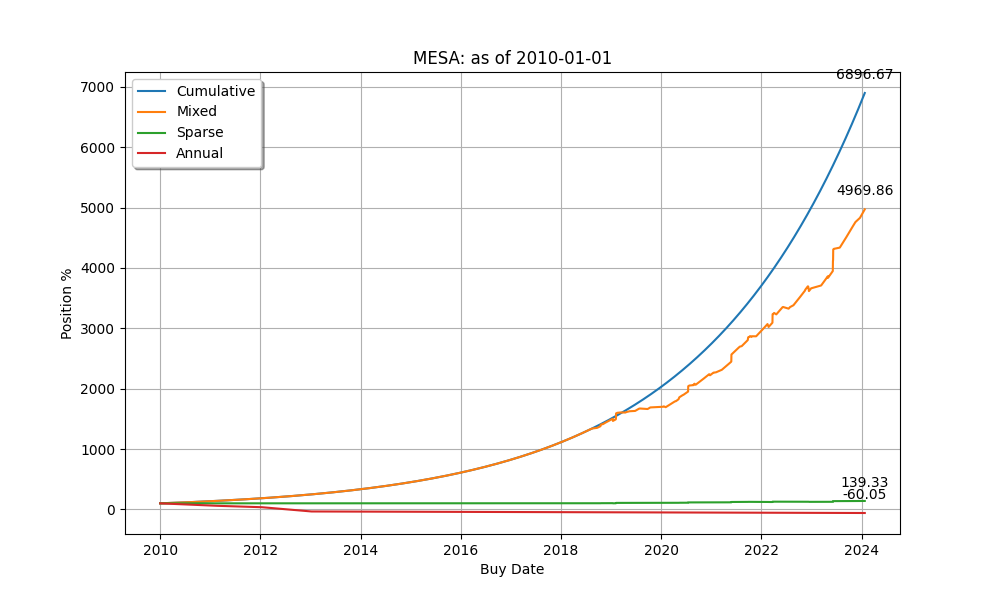 MESA: as of 2010-01-01
6896.67
7000
Cumulative
Mixed
Sparse
Annual
6000
4969.86
5000
4000
3000
2000
1000
139.33
-60.05
0
Position %
2010 2012 2014 2016 2018 2020 2022 2024
Buy Date